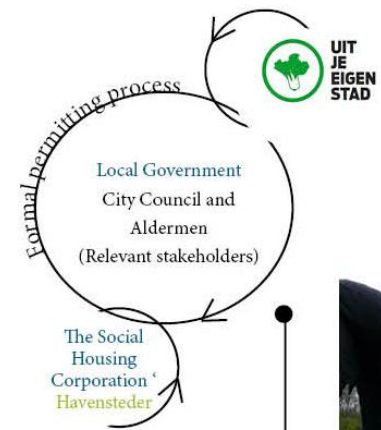 UIT
JE
EIGEN
STAD
Formal permitting process
Local Government
City Council and
Aldermen
(Relevant stakeholders)
The Social
Housing
Corporation ‘
Havensteder